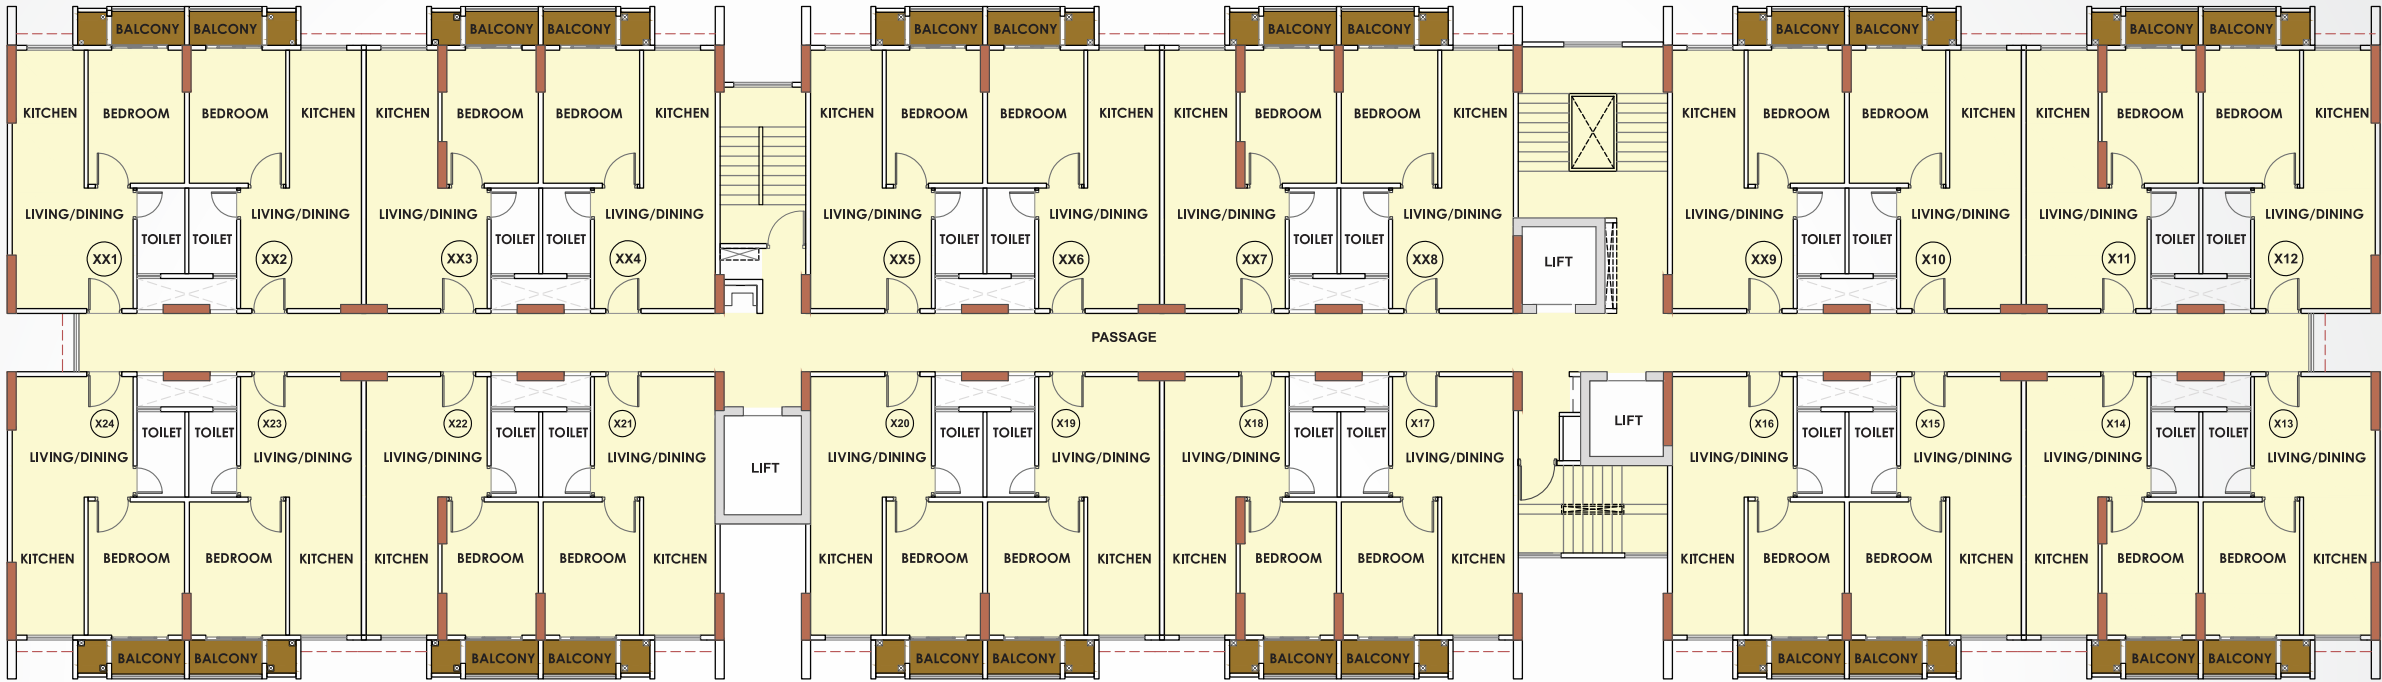 BALCONY BALCONY BALCONY BALCONY BALCONY BALCONY BALCONY BALCONY BALCONY BALCONY BALCONY BALCONY
KITCHEN BEDROOM BEDROOM KITCHEN KITCHEN BEDROOM BEDROOM KITCHEN KITCHEN BEDROOM BEDROOM KITCHEN KITCHEN BEDROOM BEDROOM KITCHEN KITCHEN BEDROOM BEDROOM KITCHEN KITCHEN BEDROOM BEDROOM KITCHEN
LIVING/DINING LIVING/DINING LIVING/DINING LIVING/DINING LIVING/DINING LIVING/DINING LIVING/DINING LIVING/DINING LIVING/DINING LIVING/DINING LIVING/DINING LIVING/DINING
TOILET TOILET TOILET TOILET TOILET TOILET TOILET TOILET TOILET TOILET TOILET TOILET
XX1 XX2 XX3 XX4 XX5 XX6 XX7 XX8 LIFT XX9 X10 X11 X12
PASSAGE
X24 X23 X22 X21 X20 X19 X18 X17 LIFT X16 X15 X14 X13
TOILET TOILET TOILET TOILET TOILET TOILET TOILET TOILET TOILET TOILET TOILET TOILET
LIVING/DINING LIVING/DINING LIVING/DINING LIVING/DINING LIFT LIVING/DINING LIVING/DINING LIVING/DINING LIVING/DINING LIVING/DINING LIVING/DINING LIVING/DINING LIVING/DINING
KITCHEN BEDROOM BEDROOM KITCHEN KITCHEN BEDROOM BEDROOM KITCHEN KITCHEN BEDROOM BEDROOM KITCHEN KITCHEN BEDROOM BEDROOM KITCHEN KITCHEN BEDROOM BEDROOM KITCHEN KITCHEN BEDROOM BEDROOM KITCHEN
BALCONY BALCONY BALCONY BALCONY BALCONY BALCONY BALCONY BALCONY BALCONY BALCONY BALCONY BALCONY